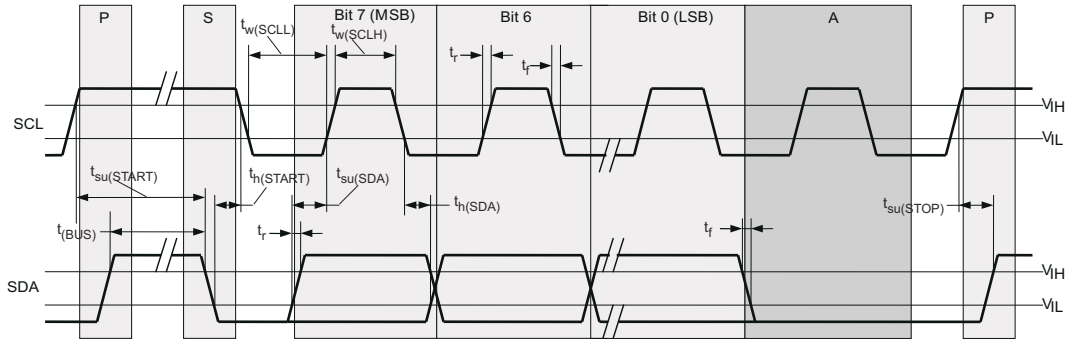 P
S
Bit 7 (MSB)
Bit 6
Bit 0 (LSB)
A
P
tw(SCLL)
tw(SCLH)
tr
tf
SCL
VIH
VIL
tsu(START)
th(START)
tsu(SDA)
th(SDA)
tsu(STOP)
t(BUS)
tr
tf
SDA
VIH
VIL